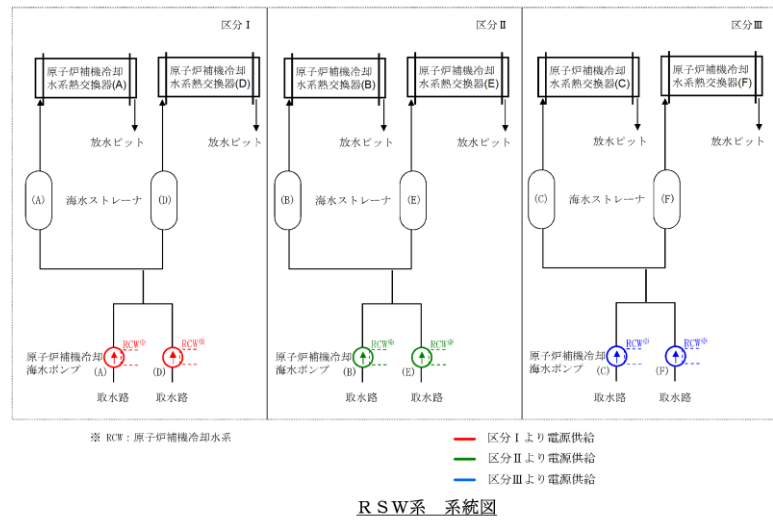 区分Ⅰ
原子炉補機冷却
水系熱交換器(A)
原子炉補機冷却
水系熱交換器(D)
放水ピット
放水ピット
(A)
海水ストレーナ
(D)
RCW※
RCW※
原子炉補機冷却
海水ポンプ
(A)
(D)
取水路
取水路
区分Ⅱ
原子炉補機冷却
水系熱交換器(B)
原子炉補機冷却
水系熱交換器(E)
放水ピット
放水ピット
(B)
海水ストレーナ
(E)
RCW※
RCW※
原子炉補機冷却
海水ポンプ
(B)
(E)
取水路
取水路
区分Ⅲ
原子炉補機冷却
水系熱交換器(C)
原子炉補機冷却
水系熱交換器(F)
放水ピット
放水ピット
(C)
海水ストレーナ
(F)
RCW※
RCW※
原子炉補機冷却
海水ポンプ
(C)
(F)
取水路
取水路
※ RCW：原子炉補機冷却水系
区分Ⅰより電源供給
区分Ⅱより電源供給
区分Ⅲより電源供給
ＲＳＷ系　系統図